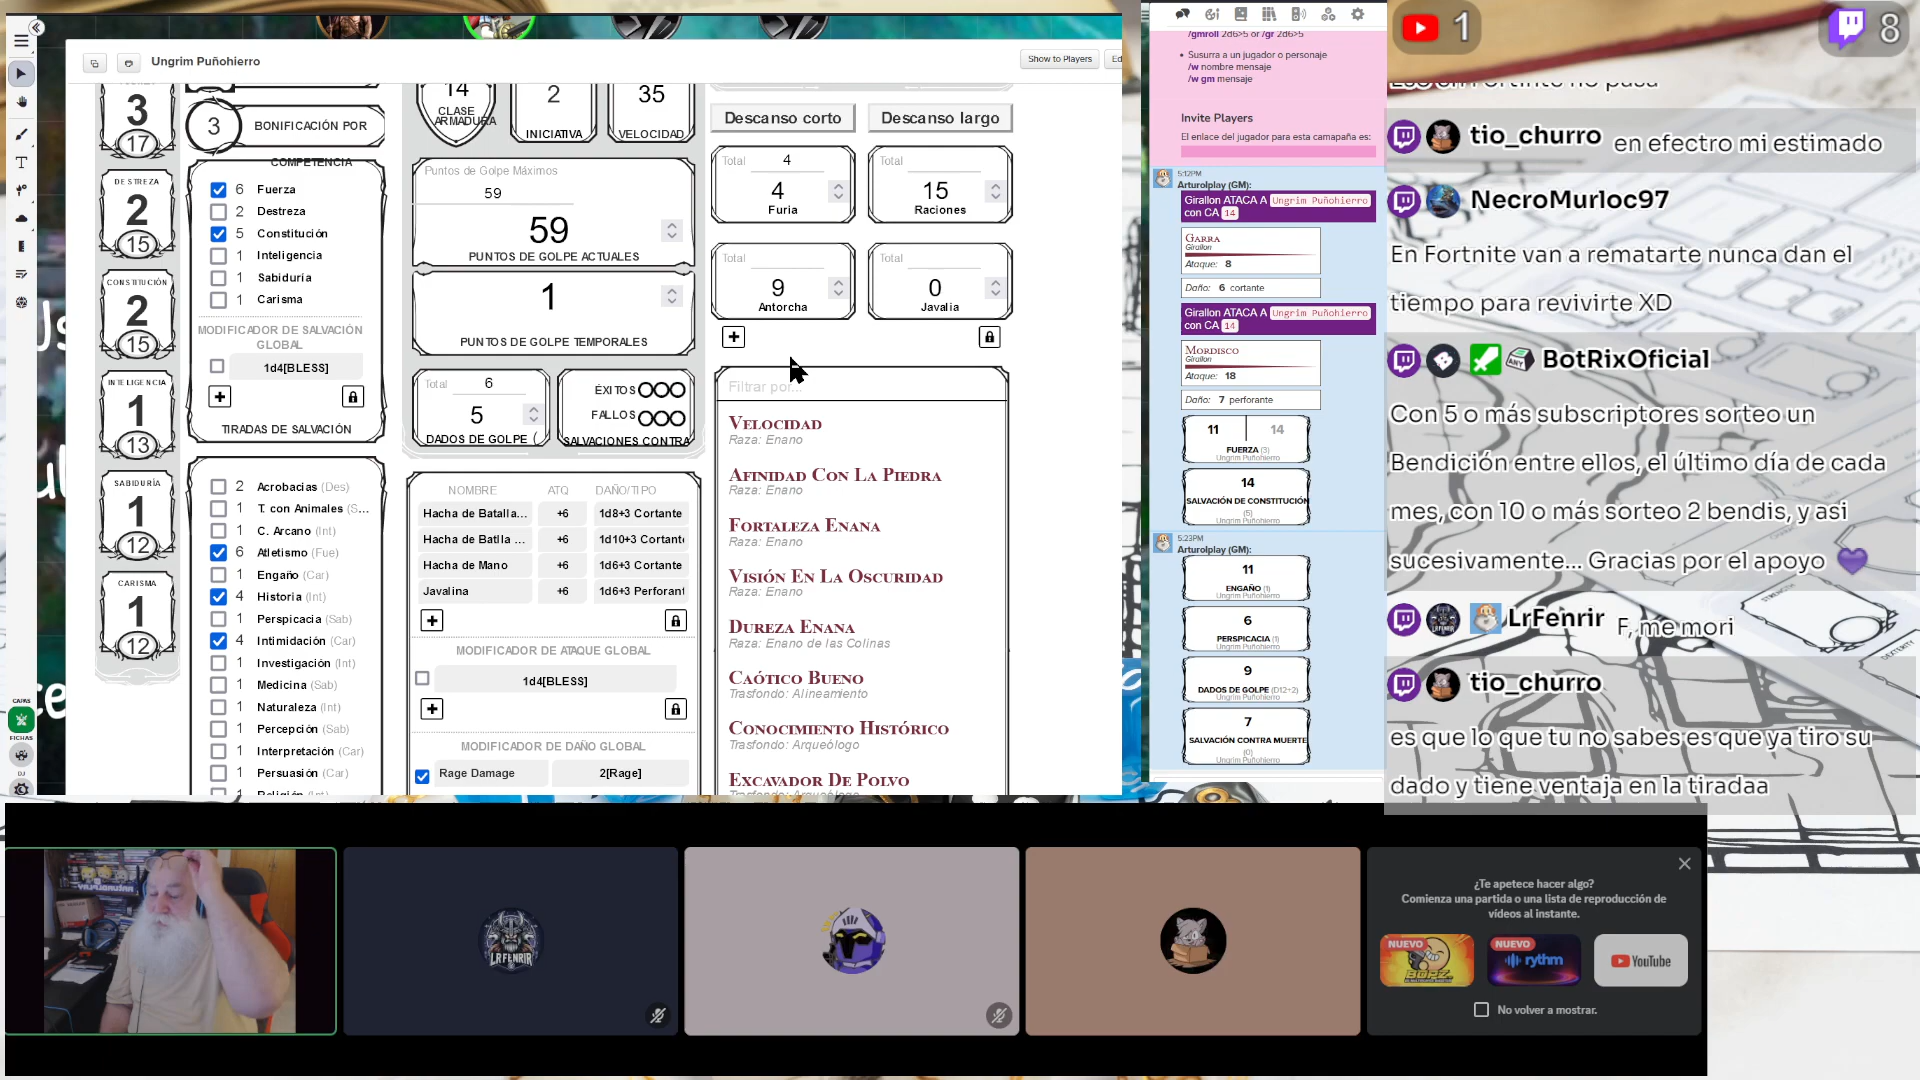 Ungrim Puñohierro
Show to Players
Ed
3
17
3
BONIFICACIÓN POR
COMPETENCIA
DESTREZA
2
15
CONSTITUCIÓN
2
15
INTELIGENCIA
1
13
SABIDURÍA
1
12
CARISMA
1
12
6 Fuerza
2 Destreza
5 Constitución
1 Inteligencia
1 Sabiduría
1 Carisma
MODIFICADOR DE SALVACIÓN
GLOBAL
1d4[BLESS]
TIRADAS DE SALVACIÓN
2 Acrobacias (Des)
1 T. con Animales (S...
1 C. Arcano (Int)
6 Atletismo (Fue)
1 Engaño (Car)
4 Historia (Int)
1 Perspicacia (Sab)
4 Intimidación (Car)
1 Investigación (Int)
1 Medicina (Sab)
1 Naturaleza (Int)
1 Percepción (Sab)
1 Interpretación (Car)
1 Persuasión (Car)
14
CLASE
ARMADURA
2
INICIATIVA
35
VELOCIDAD
Puntos de Golpe Máximos
59
59
PUNTOS DE GOLPE ACTUALES
1
PUNTOS DE GOLPE TEMPORALES
Total 6
5
DADOS DE GOLPE (
ÉXITOS
FALLOS
SALVACIONES CONTRA
NOMBRE ATQ DAÑO/TIPO
Hacha de Batalla... +6 1d8+3 Cortante
Hacha de Batlla ... +6 1d10+3 Cortante
Hacha de Mano +6 1d6+3 Cortante
Javalina +6 1d6+3 Perforant
MODIFICADOR DE ATAQUE GLOBAL
1d4[BLESS]
MODIFICADOR DE DAÑO GLOBAL
Rage Damage 2[Rage]
Descanso corto
Descanso largo
Total 4
4
Furia
Total
15
Raciones
Total
9
Antorcha
Total
0
Javalia
Filtrar por...
VELOCIDAD
Raza: Enano
AFINIDAD CON LA PIEDRA
Raza: Enano
FORTALEZA ENANA
Raza: Enano
VISIÓN EN LA OSCURIDAD
Raza: Enano
DUREZA ENANA
Raza: Enano de las Colinas
CAÓTICO BUENO
Trasfondo: Alineamiento
CONOCIMIENTO HISTÓRICO
Trasfondo: Arqueólogo
EXCAVADOR DE POLVO
Trasfondo: Arqueólogo
CAPAS
FICHAS
DJ
/gmroll 2d6>5 or /gr 2d6>5
• Susurra a un jugador o personaje
/w nombre mensaje
/w gm mensaje
Invite Players
El enlace del jugador para esta camapaña es:
5:12PM
Arturolplay (GM):
Girallon ATACA A Ungrim Puñohierro
con CA 14
GARRA
Girallon
Ataque: 8
Daño: 6 cortante
Girallon ATACA A Ungrim Puñohierro
con CA 14
MORDISCO
Girallon
Ataque: 18
Daño: 7 perforante
11 14
FUERZA (3)
Ungrim Puñohierro
14
SALVACIÓN DE CONSTITUCIÓN
(5)
Ungrim Puñohierro
5:23PM
Arturolplay (GM):
11
ENGAÑO (1)
Ungrim Puñohierro
6
PERSPICACIA (1)
Ungrim Puñohierro
9
DADOS DE GOLPE (D12+2)
Ungrim Puñohierro
7
SALVACIÓN CONTRA MUERTE
(0)
Ungrim Puñohierro
1
8
tio_churro en efectro mi estimado
NecroMurloc97
En Fortnite van a rematarte nunca dan el
tiempo para revivirte XD
ANY
BotRixOficial
Con 5 o más subscriptores sorteo un
Bendición entre ellos, el último día de cada
mes, con 10 o más sorteo 2 bendis, y asi
sucesivamente... Gracias por el apoyo 💜
LrFenrir F, me mori
tio_churro
es que lo que tu no sabes es que ya tiro su
dado y tiene ventaja en la tiradaa
STRENGTH
DEXTERITY
LRFENRIR
¿Te apetece hacer algo?
Comienza una partida o una lista de reproducción de
vídeos al instante.
NUEVO
NUEVO
rythm
YouTube
No volver a mostrar.